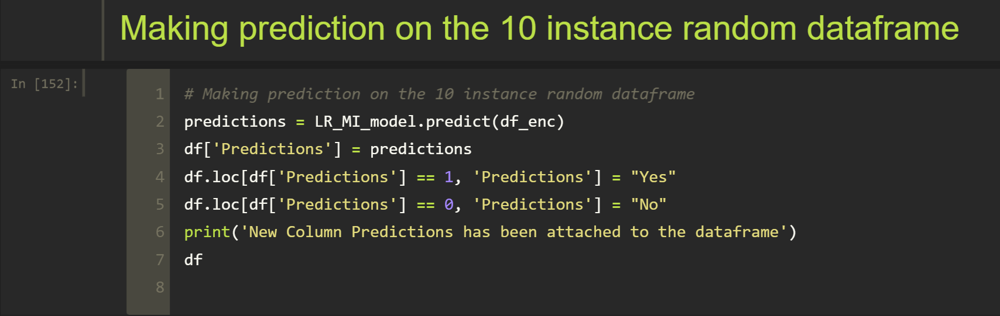 Making prediction on the 10 instance random dataframe
In [152]:
1 # Making prediction on the 10 instance random dataframe
2 predictions = LR_MI_model.predict(df_enc)
3 df['Predictions'] = predictions
4 df.loc[df['Predictions'] == 1, 'Predictions'] = "Yes"
5 df.loc[df['Predictions'] == 0, 'Predictions'] = "No"
6 print('New Column Predictions has been attached to the dataframe')
7 df
8